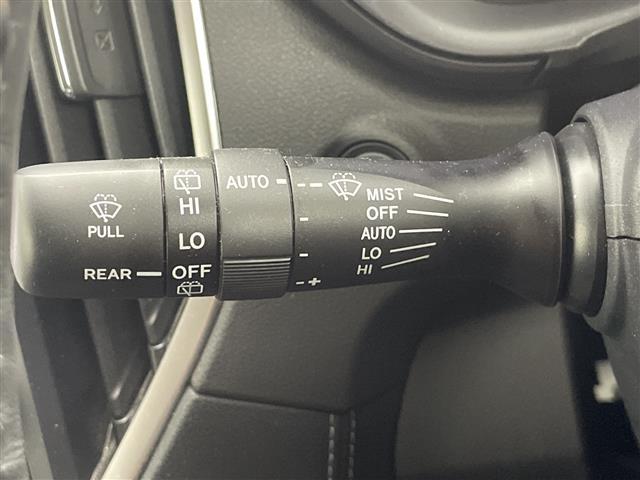 PULL
REAR
HI
LO
OFF
AUTO
- - -
-
-
- +
MIST
OFF
AUTO
LO
HI